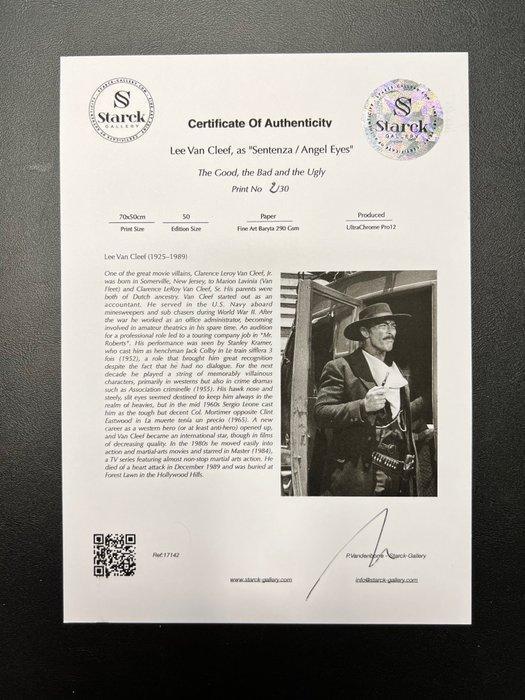 Starck
GALLERY
Starck
GALLERY
Certificate Of Authenticity
Lee Van Cleef, as "Sentenza / Angel Eyes"
The Good, the Bad and the Ugly
Print No 2/30
70x50cm
50
Paper
Produced
Print Size
Edition Size
Fine Art Baryta 290 Gsm
UltraChrome Pro12
Lee Van Cleef (1925–1989)
One of the great movie villains, Clarence Leroy Van Cleef, Jr.
was born in Somerville, New Jersey, to Marion Lavinia (Van
Fleet) and Clarence LeRoy Van Cleef, Sr. His parents were
both of Dutch ancestry. Van Cleef started out as an
accountant. He served in the U.S. Navy aboard
minesweepers and sub chasers during World War II. After
the war he worked as an office administrator, becoming
involved in amateur theatrics in his spare time. An audition
for a professional role led to a touring company job in "Mr.
Roberts". His performance was seen by Stanley Kramer,
who cast him as henchman Jack Colby in Le train sifflera 3
fois (1952), a role that brought him great recognition
despite the fact that he had no dialogue. For the next
decade he played a string of memorably villainous
characters, primarily in westerns but also in crime dramas
such as Association criminelle (1955). His hawk nose and
steely, slit eyes seemed destined to keep him always in the
realm of heavies, but in the mid 1960s Sergio Leone cast
him as the tough but decent Col. Mortimer opposite Clint
Eastwood in La muerte tenía un precio (1965). A new
career as a western hero (or at least anti-hero) opened up,
and Van Cleef became an international star, though in films
of decreasing quality. In the 1980s he moved easily into
action and martial-arts movies and starred in Master (1984),
a TV series featuring almost non-stop martial arts action. He
died of a heart attack in December 1989 and was buried at
Forest Lawn in the Hollywood Hills.
Ref:17142
P.Vandenborre - Starck-Gallery
www.starck-gallery.com
info@starck-gallery.com